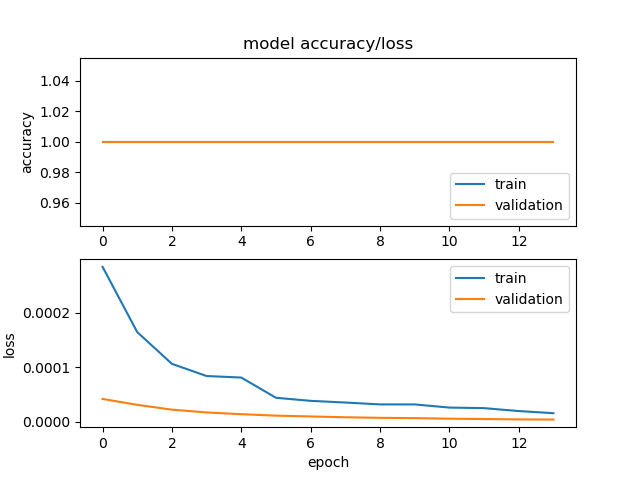 model accuracy/loss
1.04
1.02
1.00
0.98
0.96
accuracy
train
validation
0 2 4 6 8 10 12
0.0002
0.0001
0.0000
loss
train
validation
0 2 4 6 8 10 12
epoch